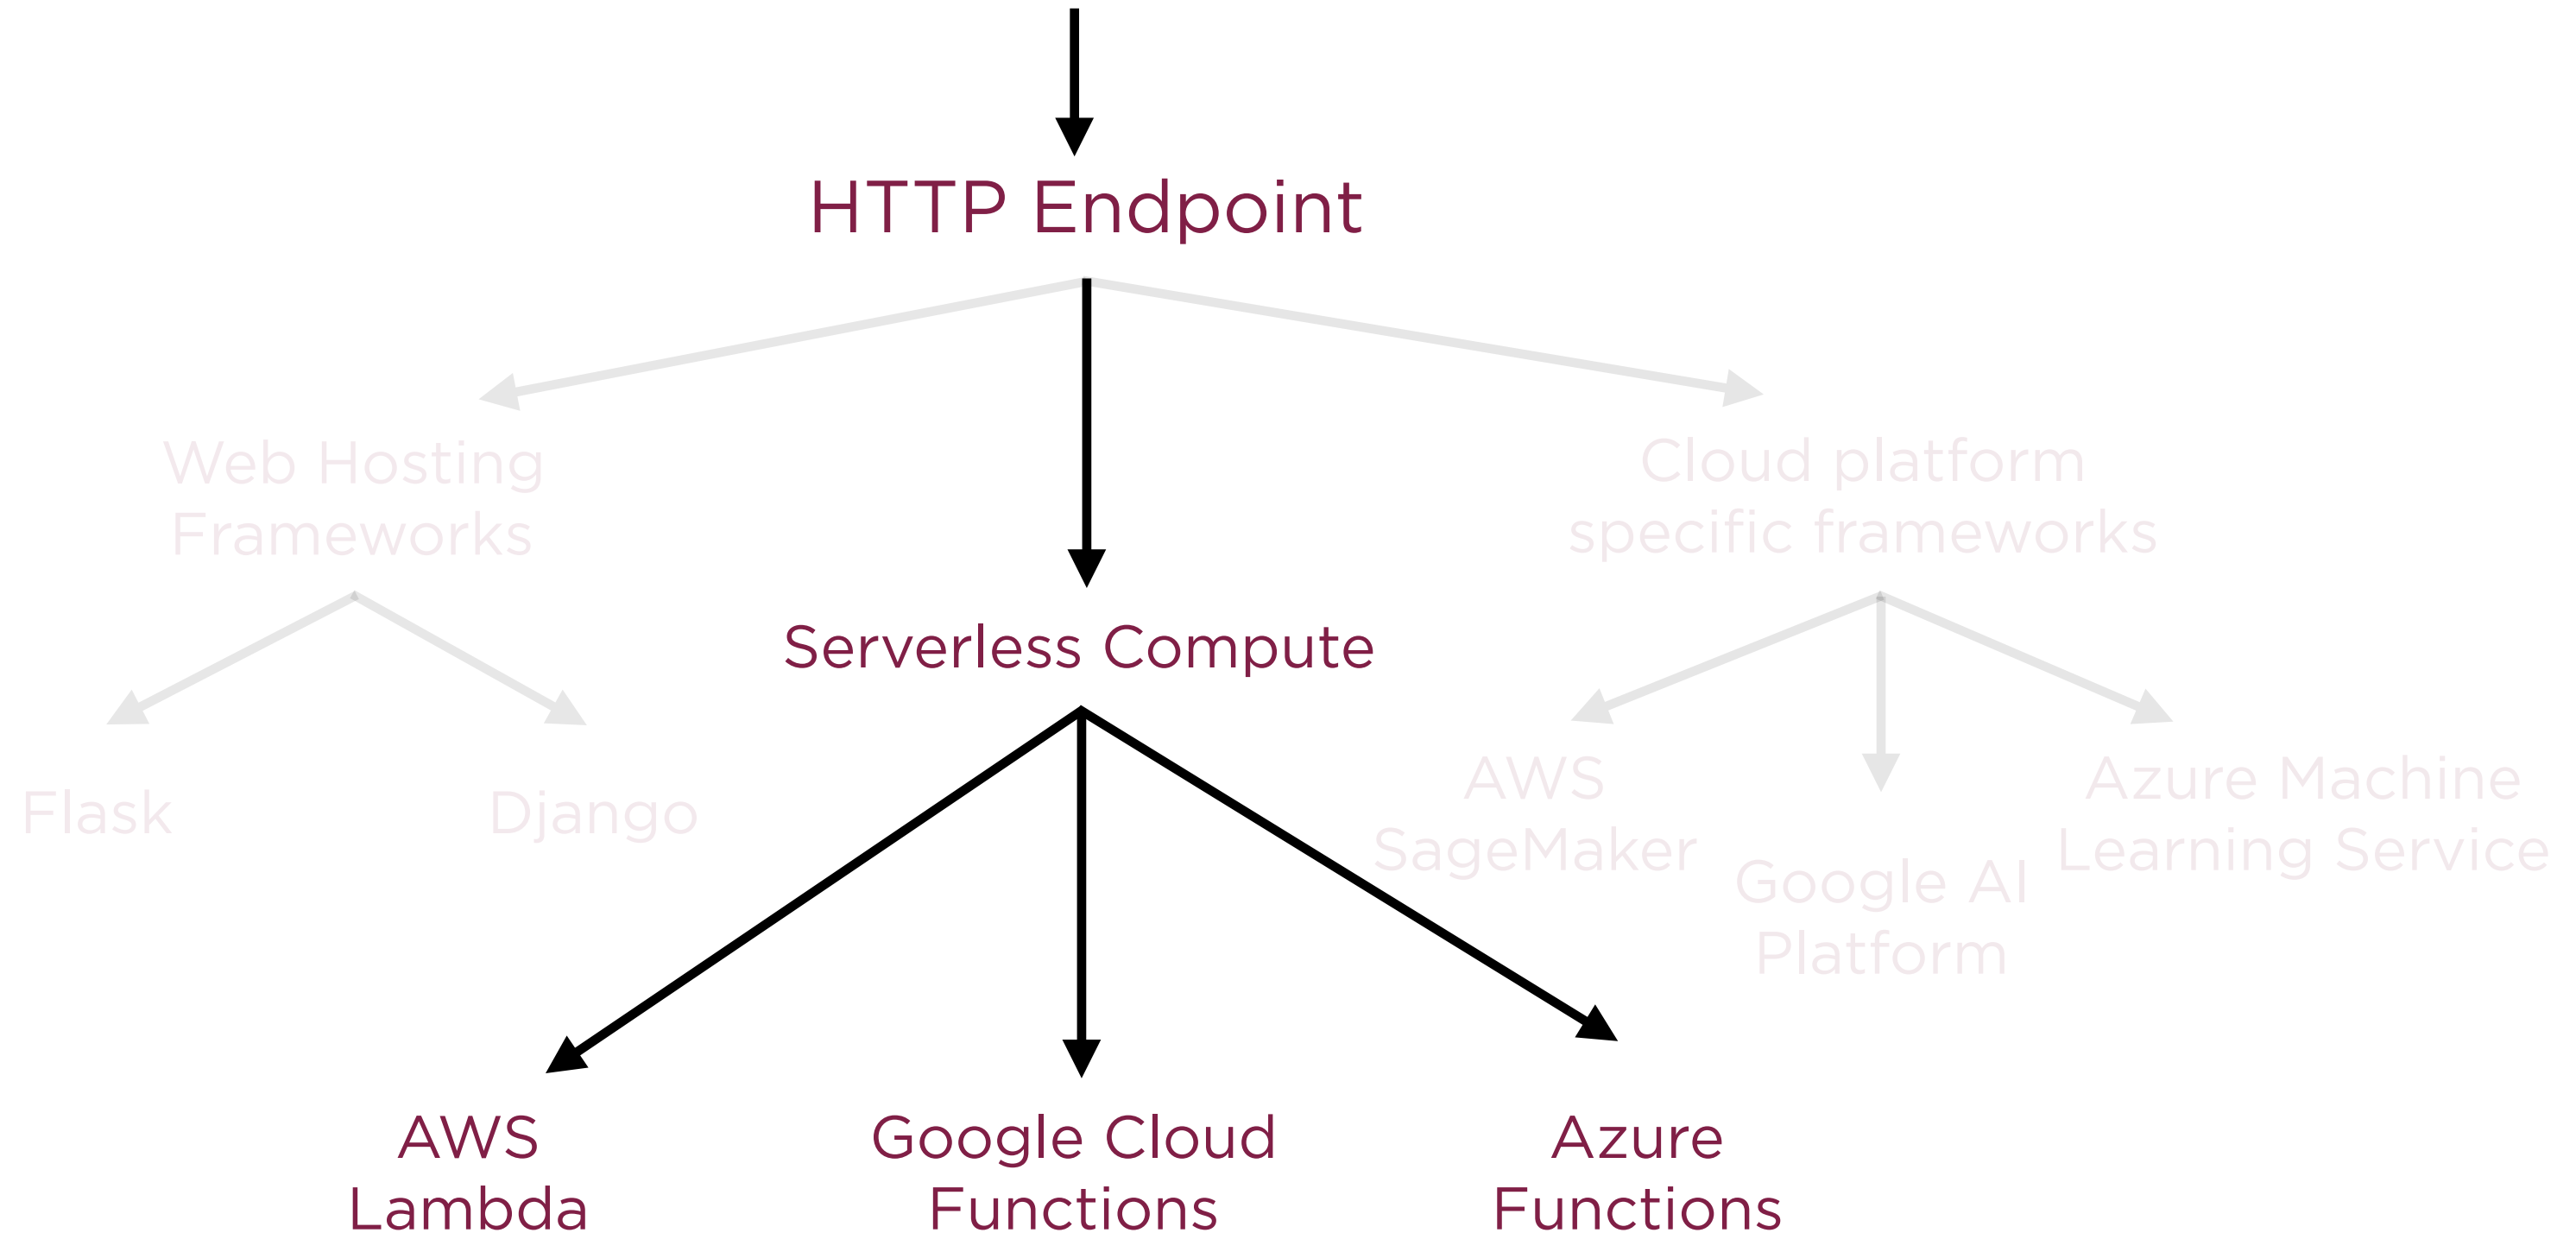 HTTP Endpoint
Web Hosting
Frameworks
Serverless Compute
Cloud platform
specific frameworks
Flask
Django
AWS
SageMaker
Google AI
Platform
Azure Machine
Learning Service
AWS
Lambda
Google Cloud
Functions
Azure
Functions